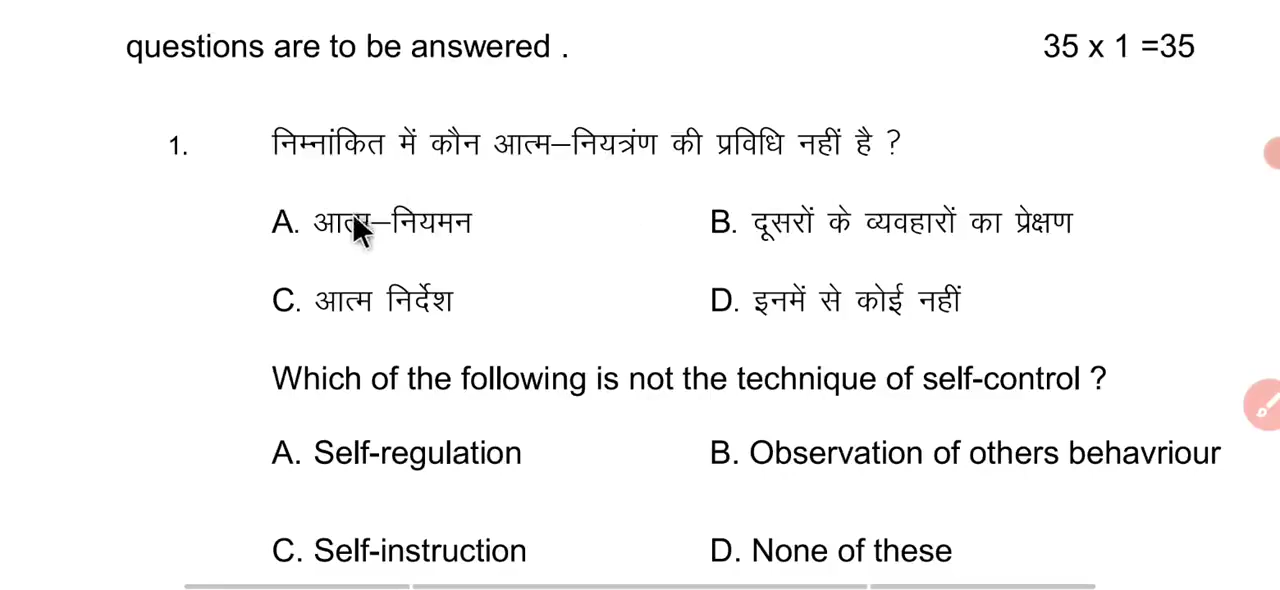 questions are to be answered . 35 x 1 =35
1. निम्नांकित में कौन आत्म–नियत्रंण की प्रविधि नहीं है ?
A. आत्म–नियमन B. दूसरों के व्यवहारों का प्रेक्षण
C. आत्म निर्देश D. इनमें से कोई नहीं
Which of the following is not the technique of self-control ?
A. Self-regulation B. Observation of others behavriour
C. Self-instruction D. None of these